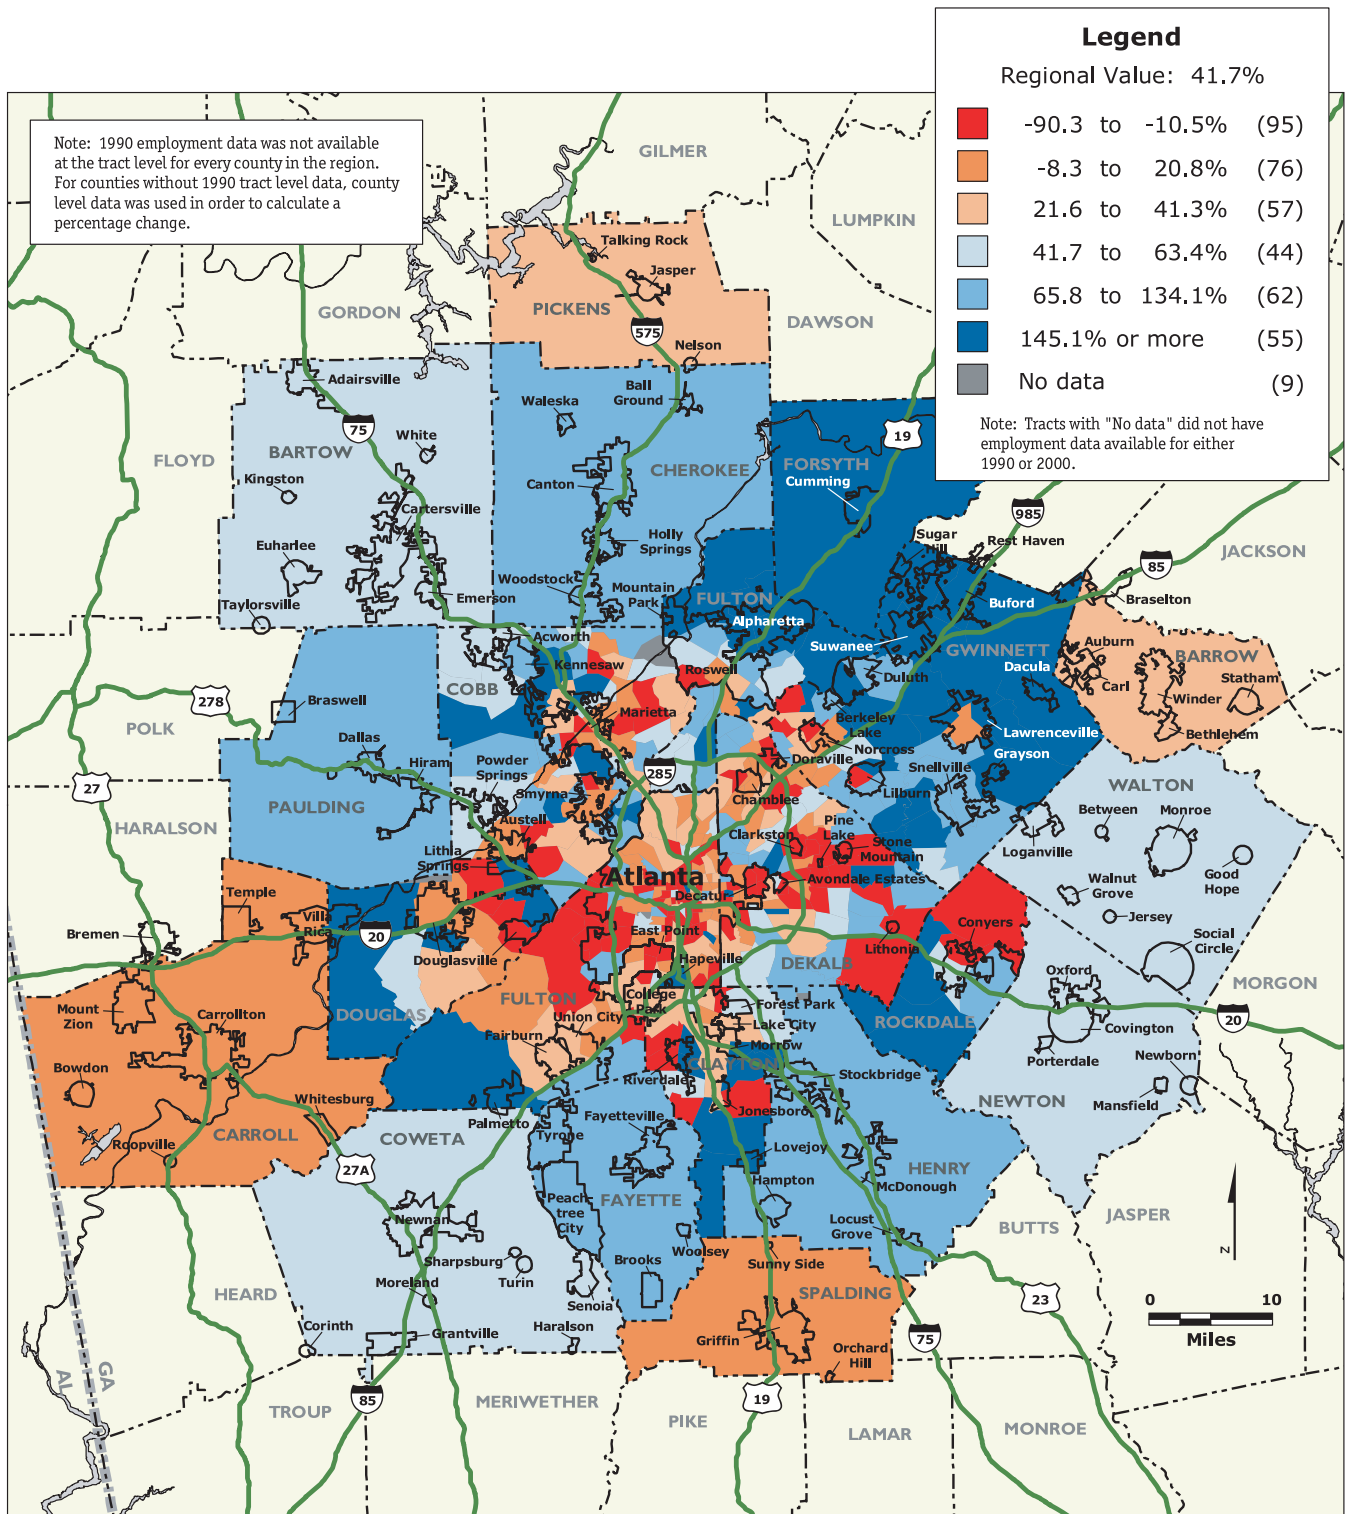 Legend
Regional Value: 41.7%
-90.3 to -10.5% (95)
-8.3 to 20.8% (76)
21.6 to 41.3% (57)
41.7 to 63.4% (44)
65.8 to 134.1% (62)
145.1% or more (55)
No data (9)
Note: Tracts with "No data" did not have
employment data available for either
1990 or 2000.
Note: 1990 employment data was not available
at the tract level for every county in the region.
For counties without 1990 tract level data, county
level data was used in order to calculate a
percentage change.
GILMER
LUMPKIN
Talking Rock
Jasper
PICKENS
GORDON
DAWSON
575
Nelson
Adairsville
Ball
Ground
Waleska
75
White
19
BARTOW
FLOYD
CHEROKEE
FORSYTH
Cumming
Kingston
Canton
Cartersville
985
Holly
Springs
Sugar
Hill
Rest Haven
JACKSON
Euharlee
85
Woodstock
Mountain
Park
FULTON
Emerson
Taylorsville
Buford
Braselton
Alpharetta
Acworth
Suwanee
GWINNETT
Auburn
BARROW
Kennesaw
Roswell
Dacula
Duluth
Carl
Statham
COBB
278
Braswell
Winder
Marietta
Berkeley
Lake
POLK
Lawrenceville
Bethlehem
Dallas
Norcross
Grayson
Hiram
Powder
Springs
285
Doraville
Snellville
27
Smyrna
Lilburn
WALTON
Chamblee
PAULDING
Between
Monroe
Austell
Pine
Lake
HARALSON
Clarkston
Stone
Mountain
Loganville
Lithia
Springs
Good
Hope
Atlanta
Avondale Estates
Walnut
Grove
Temple
Decatur
Villa
Rica
Jersey
Conyers
Bremen
20
East Point
Social
Circle
Lithonia
Douglasville
Hapeville
DEKALB
Oxford
MORGON
FULTON
College
Park
Mount
Zion
Carrollton
DOUGLAS
Union City
Forest Park
ROCKDALE
20
Fairburn
Lake City
Covington
Morrow
Porterdale
Newborn
Bowdon
CLAYTON
Riverdale
Stockbridge
Whitesburg
NEWTON
Mansfield
Jonesboro
Fayetteville
Palmetto
CARROLL
COWETA
Tyrone
Roopville
Lovejoy
27A
HENRY
Hampton
McDonough
Peach-
tree
City
FAYETTE
JASPER
Newnan
Locust
Grove
BUTTS
Woolsey
Sharpsburg
Brooks
Sunny Side
N
Moreland
Turin
HEARD
SPALDING
Senoia
23
0 10
Miles
Corinth
Grantville
Haralson
Griffin
75
Orchard
Hill
GA
AL
85
19
TROUP
MERIWETHER
PIKE
LAMAR
MONROE